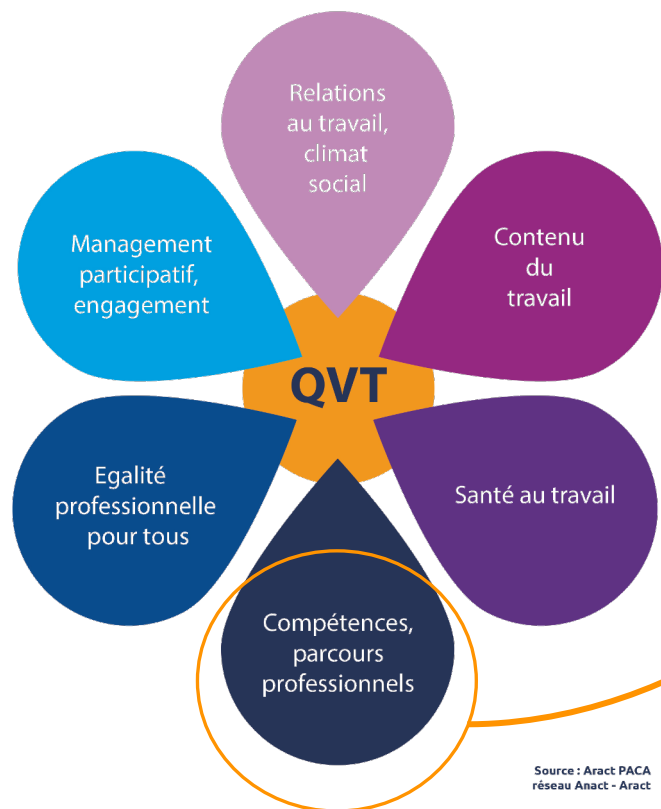 Relations
au travail,
climat
social
Management
participatif,
engagement
Contenu
du
travail
QVT
Egalité
professionnelle
pour tous
Santé au travail
Compétences,
parcours
professionnels
Source : Aract PACA
réseau Anact - Aract